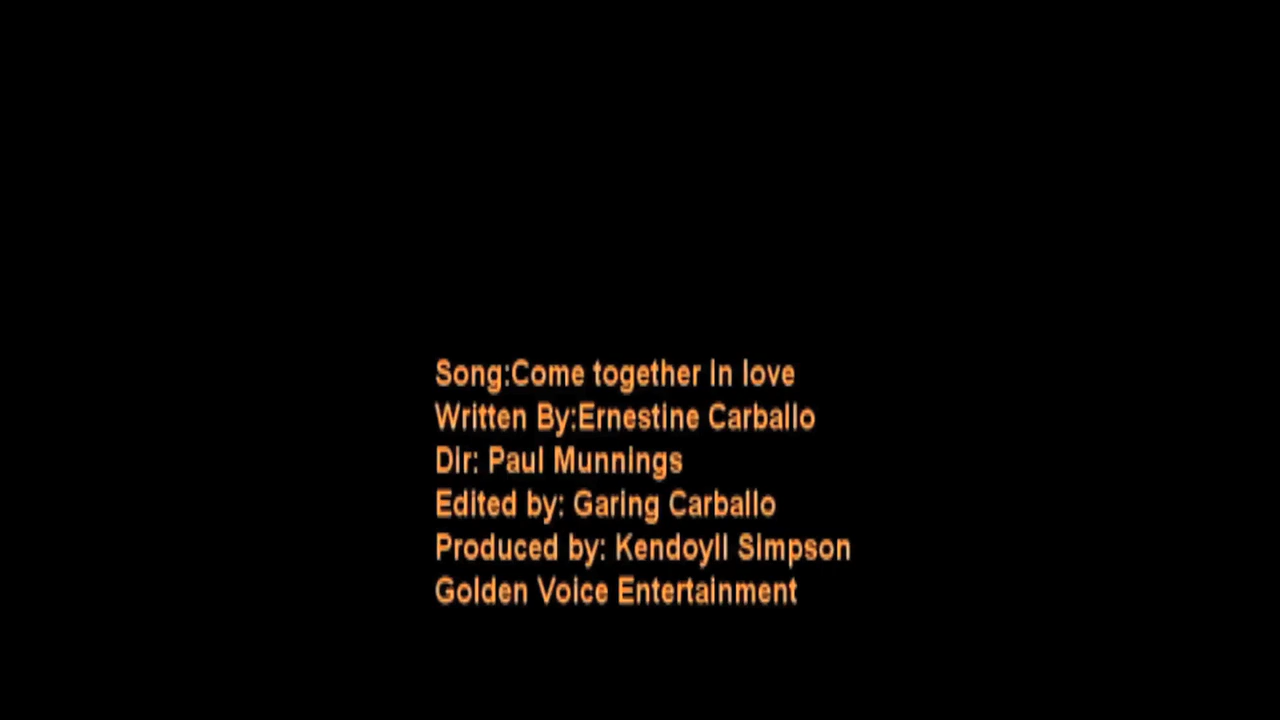 Song:Come together in love
Written By:Ernestine Carballo
Dir: Paul Munnings
Edited by: Garing Carballo
Produced by: Kendoyll Simpson
Golden Voice Entertainment